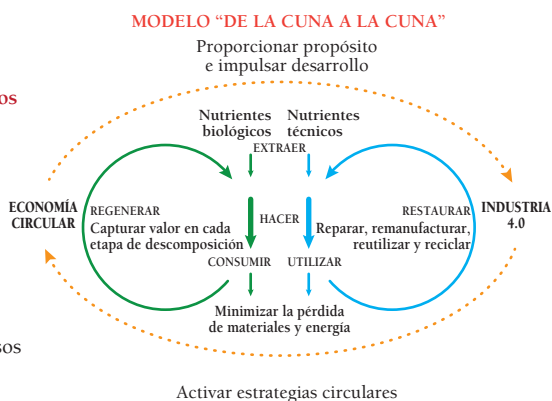 MODELO “DE LA CUNA A LA CUNA”
Proporcionar propósito
e impulsar desarrollo
os
Nutrientes
biológicos
Nutrientes
técnicos
EXTRAER
ECONOMÍA
CIRCULAR
REGENERAR
Capturar valor en cada
etapa de descomposición
HACER
RESTAURAR
Reparar, remanufacturar,
reutilizar y reciclar
INDUSTRIA
4.0
CONSUMIR
UTILIZAR
Minimizar la pérdida
de materiales y energía
sos
Activar estrategias circulares